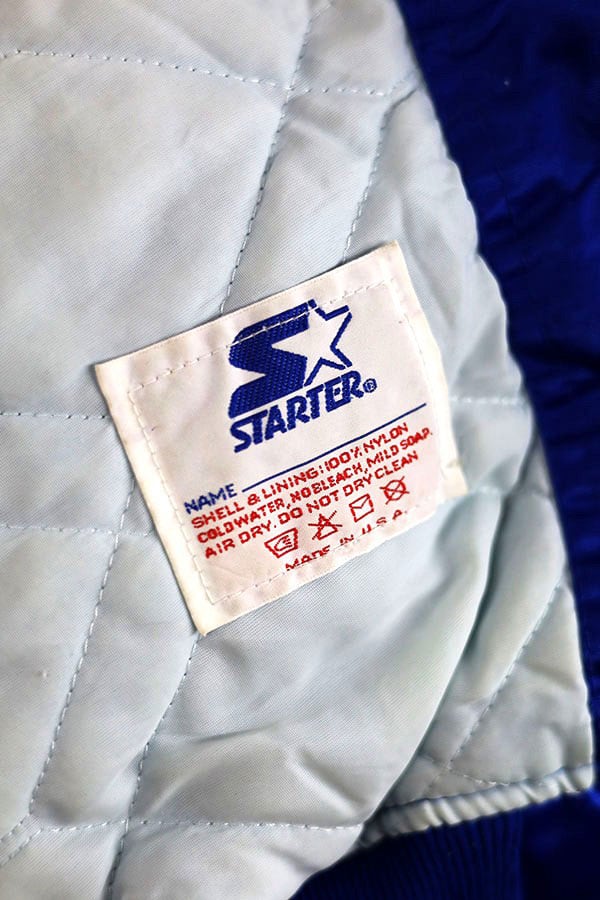 STARTER®
NAME
SHELL & LINING: 100% NYLON
COLD WATER, NO BLEACH, MILD SOAP.
AIR DRY. DO NOT DRY CLEAN
MADE IN U.S.A.